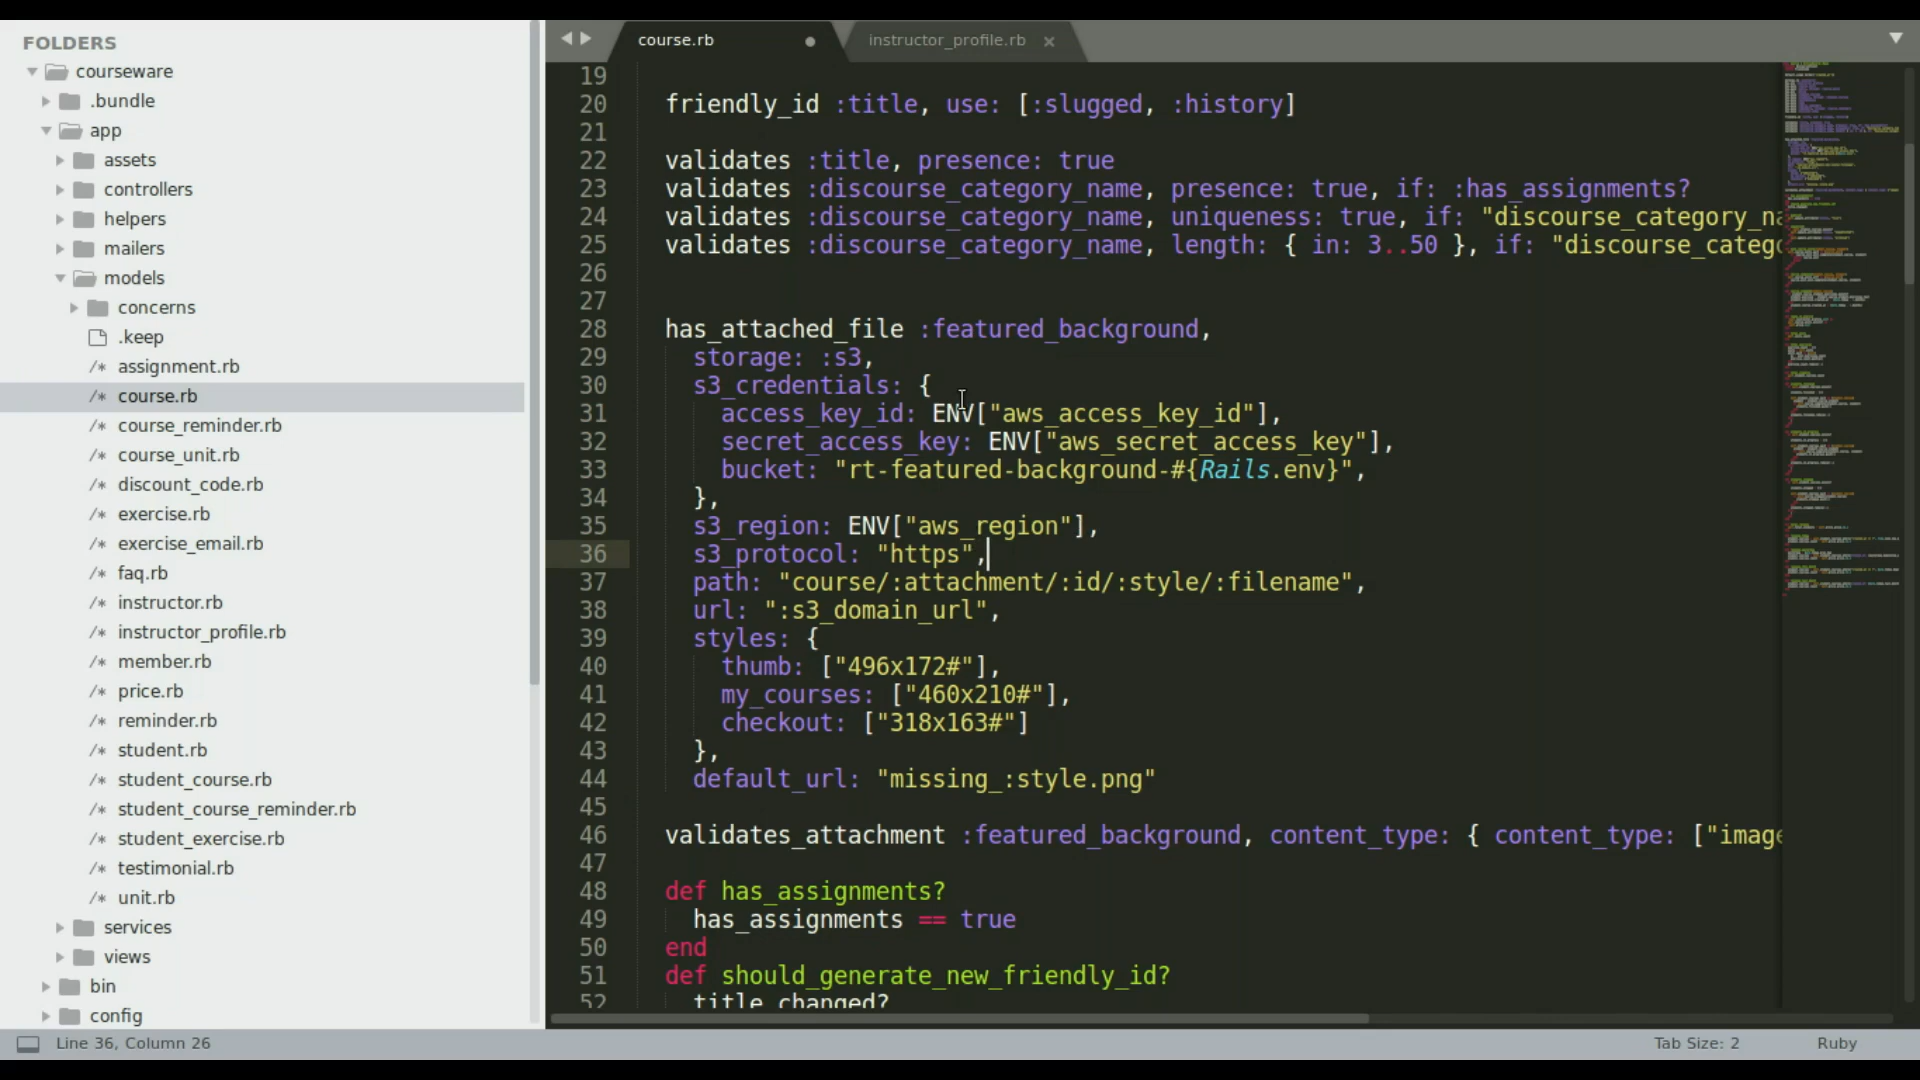 FOLDERS
courseware
.bundle
app
assets
controllers
helpers
mailers
models
concerns
.keep
/* assignment.rb
/* course.rb
/* course_reminder.rb
/* course_unit.rb
/* discount_code.rb
/* exercise.rb
/* exercise_email.rb
/* faq.rb
/* instructor.rb
/* instructor_profile.rb
/* member.rb
/* price.rb
/* reminder.rb
/* student.rb
/* student_course.rb
/* student_course_reminder.rb
/* student_exercise.rb
/* testimonial.rb
/* unit.rb
services
views
bin
config
course.rb
instructor_profile.rb
19
20 friendly_id :title, use: [:slugged, :history]
21
22 validates :title, presence: true
23 validates :discourse_category_name, presence: true, if: :has_assignments?
24 validates :discourse_category_name, uniqueness: true, if: "discourse_category_na
25 validates :discourse_category_name, length: { in: 3..50 }, if: "discourse_catego
26
27
28 has_attached_file :featured_background,
29 storage: :s3,
30 s3_credentials: {
31 access_key_id: ENV["aws_access_key_id"],
32 secret_access_key: ENV["aws_secret_access_key"],
33 bucket: "rt-featured-background-#{Rails.env}",
34 },
35 s3_region: ENV["aws_region"],
36 s3_protocol: "https",
37 path: "course/:attachment/:id/:style/:filename",
38 url: ":s3_domain_url",
39 styles: {
40 thumb: ["496x172#"],
41 my_courses: ["460x210#"],
42 checkout: ["318x163#"]
43 },
44 default_url: "missing_:style.png"
45
46 validates_attachment :featured_background, content_type: { content_type: ["image
47
48 def has_assignments?
49 has_assignments == true
50 end
51 def should_generate_new_friendly_id?
52 title_changed?
Line 36, Column 26
Tab Size: 2
Ruby